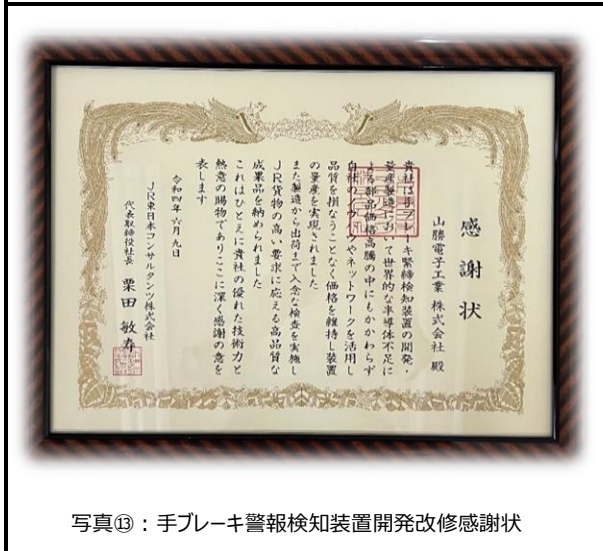 感謝状
山勝電子工業 株式会社 殿
貴社は手ブレーキ緊締検知装置の開発・
量産製造において世界的な半導体不足に
よる部品価格高騰の中にもかかわらず
自社のノウハウやネットワークを活用し
品質を損なうことなく価格を維持し装置
の量産を実現されました
また製造から出荷まで入念な検査を実施し
JR貨物の高い要求に応える高品質な
成果品を納められました
これはひとえに貴社の優れた技術力と
熱意の賜物でありここに深く感謝の意を
表します
令和四年六月九日
JR東日本コンサルタンツ株式会社
代表取締役社長 栗田 敏寿
写真⑬：手ブレーキ警報検知装置開発改修感謝状